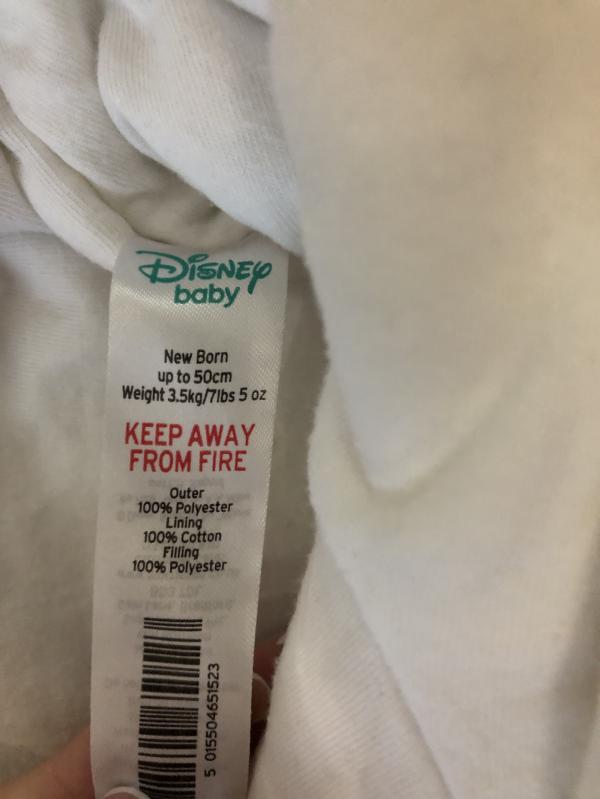 Disney
baby
New Born
up to 50cm
Weight 3.5kg/7lbs 5 oz
KEEP AWAY
FROM FIRE
Outer
100% Polyester
Lining
100% Cotton
Filling
100% Polyester
5 015504651523